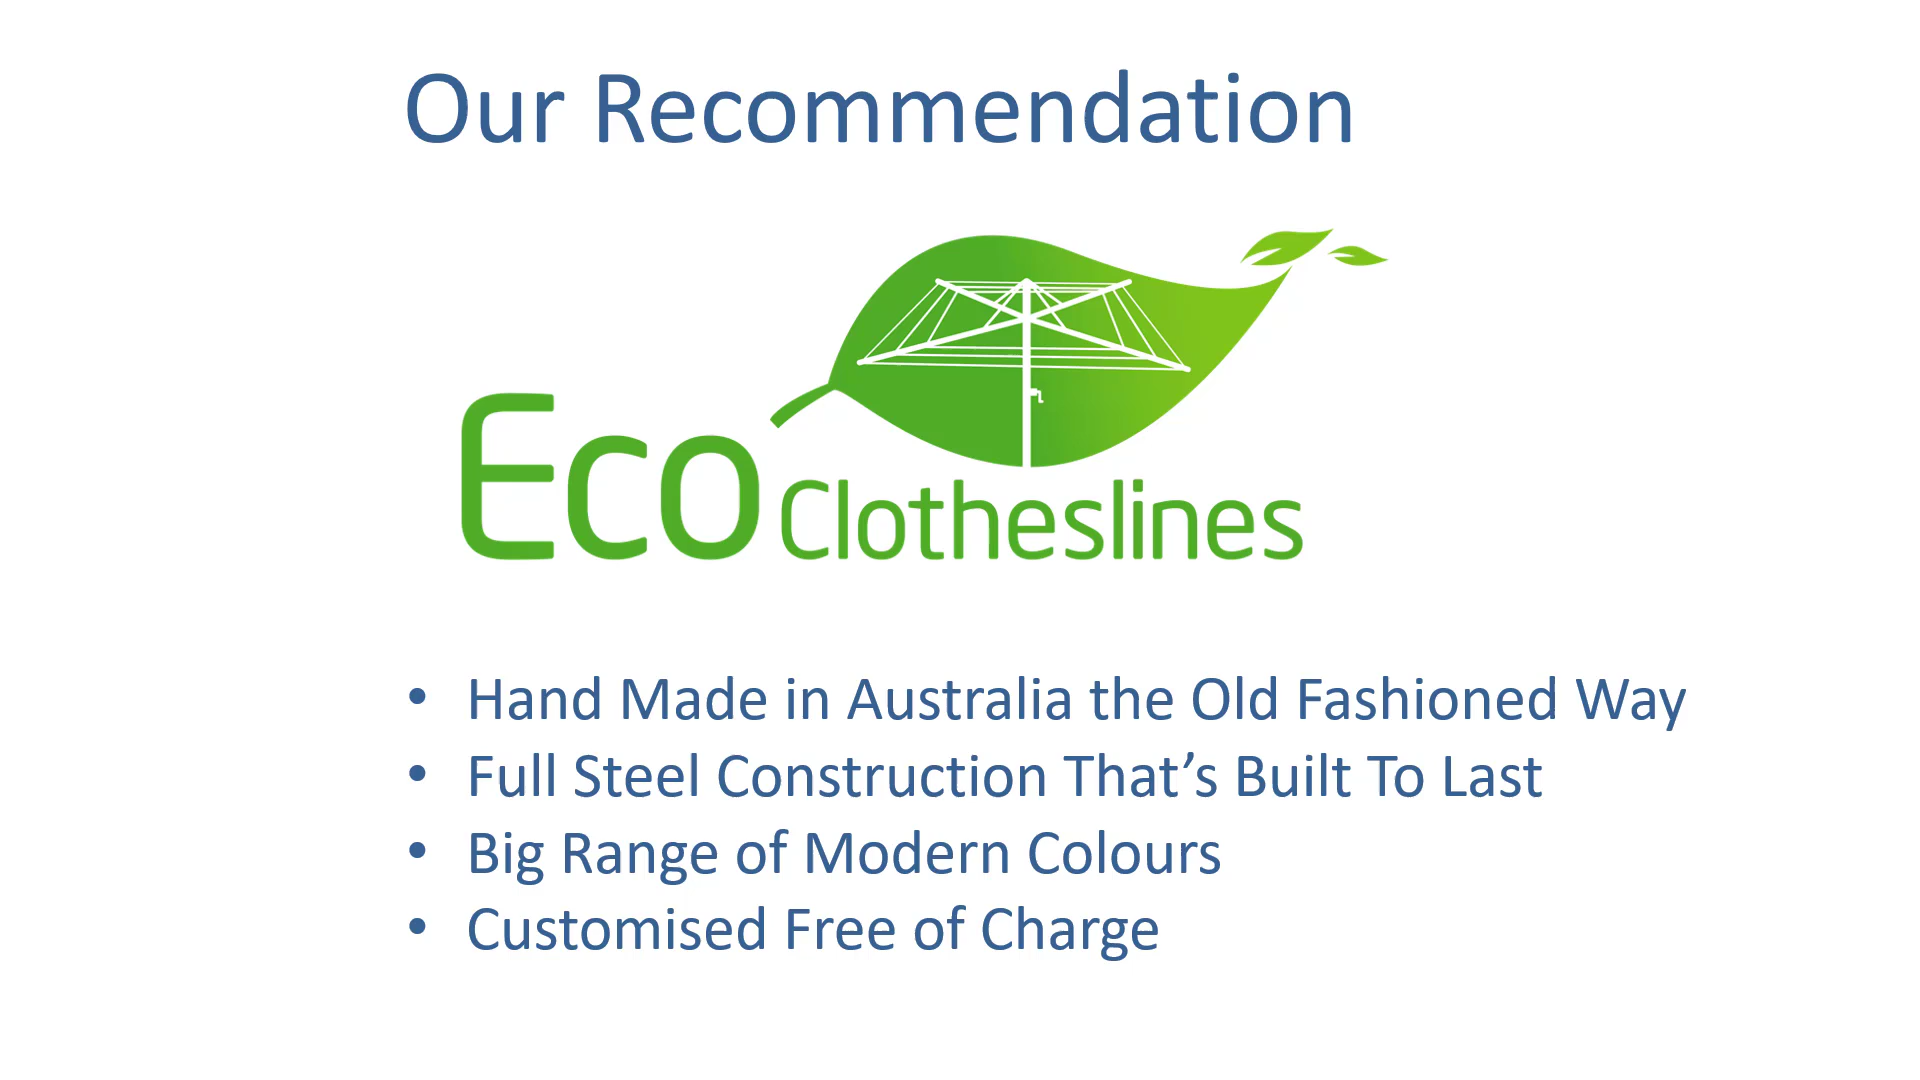 Our Recommendation
Eco Clotheslines
• Hand Made in Australia the Old Fashioned Way
• Full Steel Construction That’s Built To Last
• Big Range of Modern Colours
• Customised Free of Charge